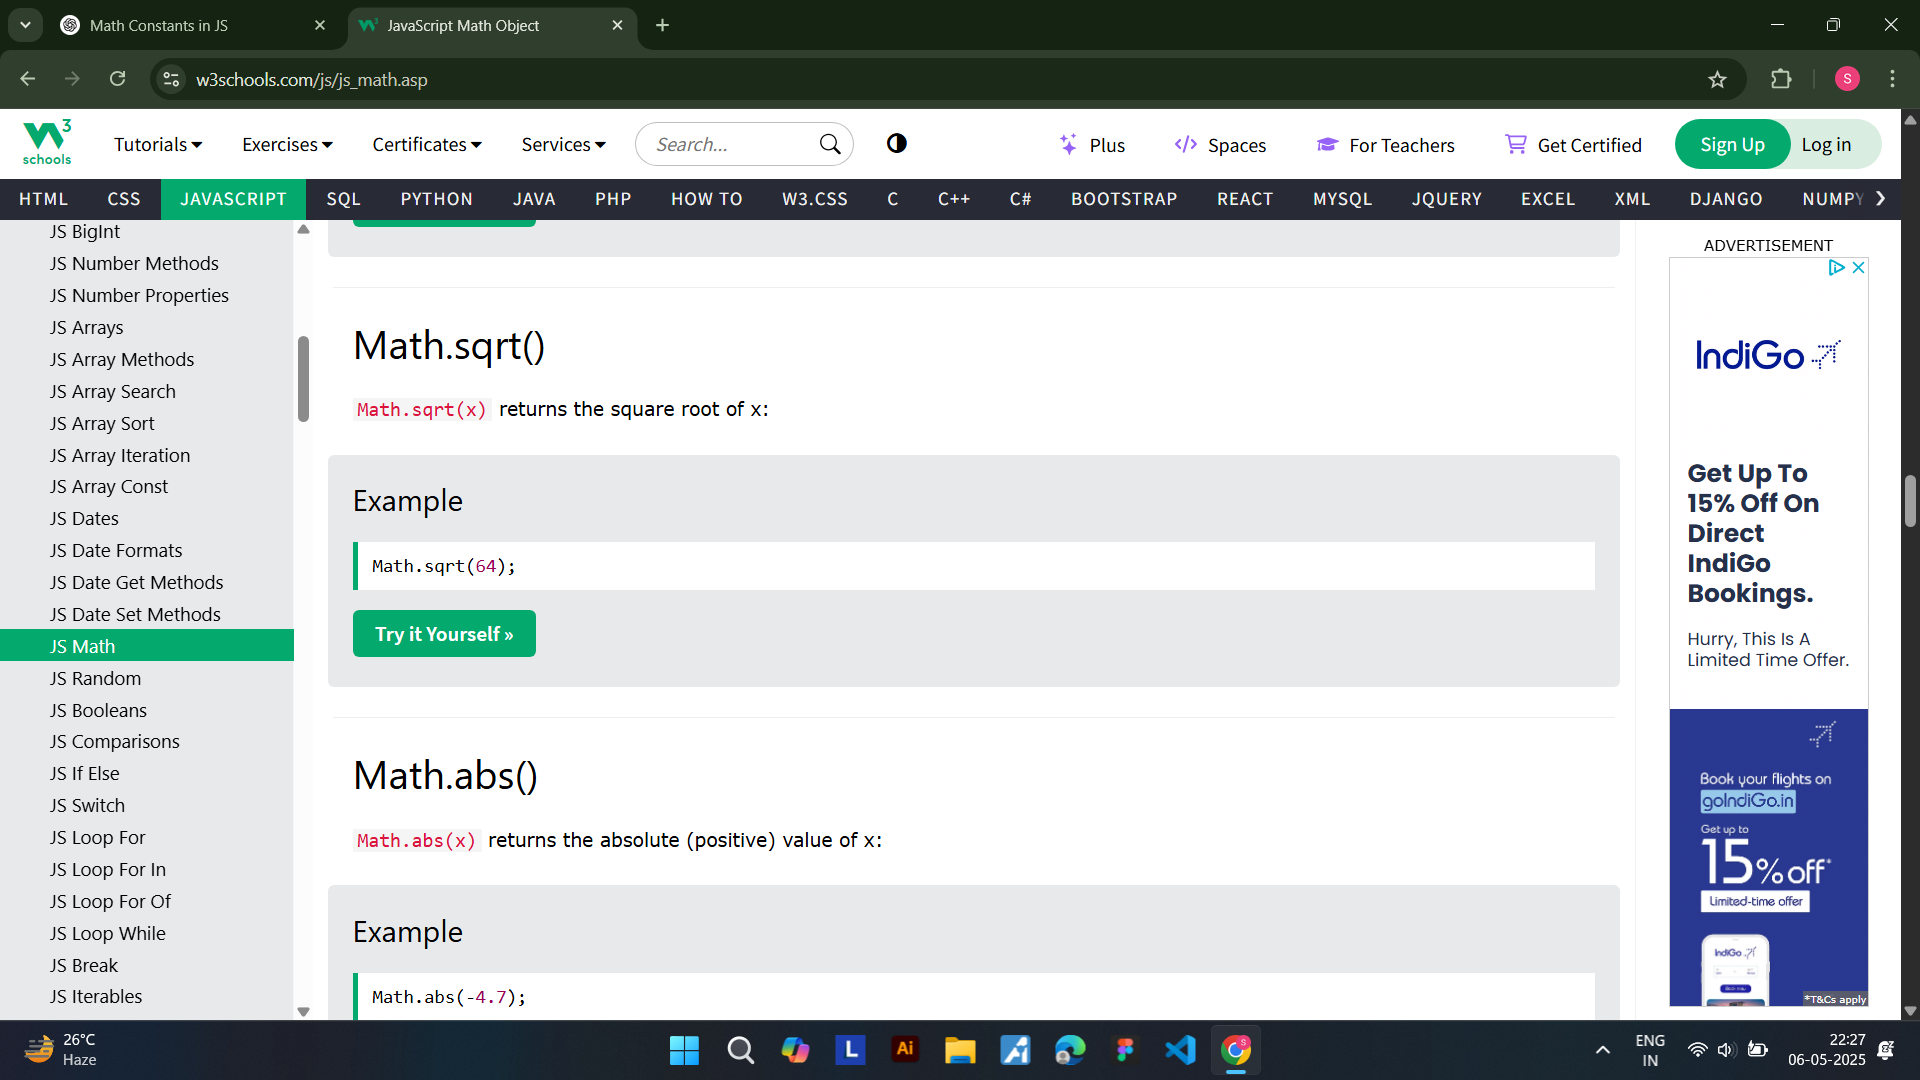 Math Constants in JS
JavaScript Math Object
w3schools.com/js/js_math.asp
S
W3 schools
Tutorials
Exercises
Certificates
Services
Search...
Plus
Spaces
For Teachers
Get Certified
Sign Up
Log in
HTML CSS JAVASCRIPT SQL PYTHON JAVA PHP HOW TO W3.CSS C C++ C# BOOTSTRAP REACT MYSQL JQUERY EXCEL XML DJANGO NUMPY
JS BigInt
JS Number Methods
JS Number Properties
JS Arrays
JS Array Methods
JS Array Search
JS Array Sort
JS Array Iteration
JS Array Const
JS Dates
JS Date Formats
JS Date Get Methods
JS Date Set Methods
JS Math
JS Random
JS Booleans
JS Comparisons
JS If Else
JS Switch
JS Loop For
JS Loop For In
JS Loop For Of
JS Loop While
JS Break
JS Iterables
Math.sqrt()
Math.sqrt(x) returns the square root of x:
Example
Math.sqrt(64);
Try it Yourself »
Math.abs()
Math.abs(x) returns the absolute (positive) value of x:
Example
Math.abs(-4.7);
ADVERTISEMENT
IndiGo
Get Up To
15% Off On
Direct
IndiGo
Bookings.
Hurry, This Is A
Limited Time Offer.
Book your flights on
goIndiGo.in
Get up to
15% off*
Limited-time offer
IndiGo
*T&Cs apply
26°C
Haze
L
Ai
ENG
IN
22:27
06-05-2025